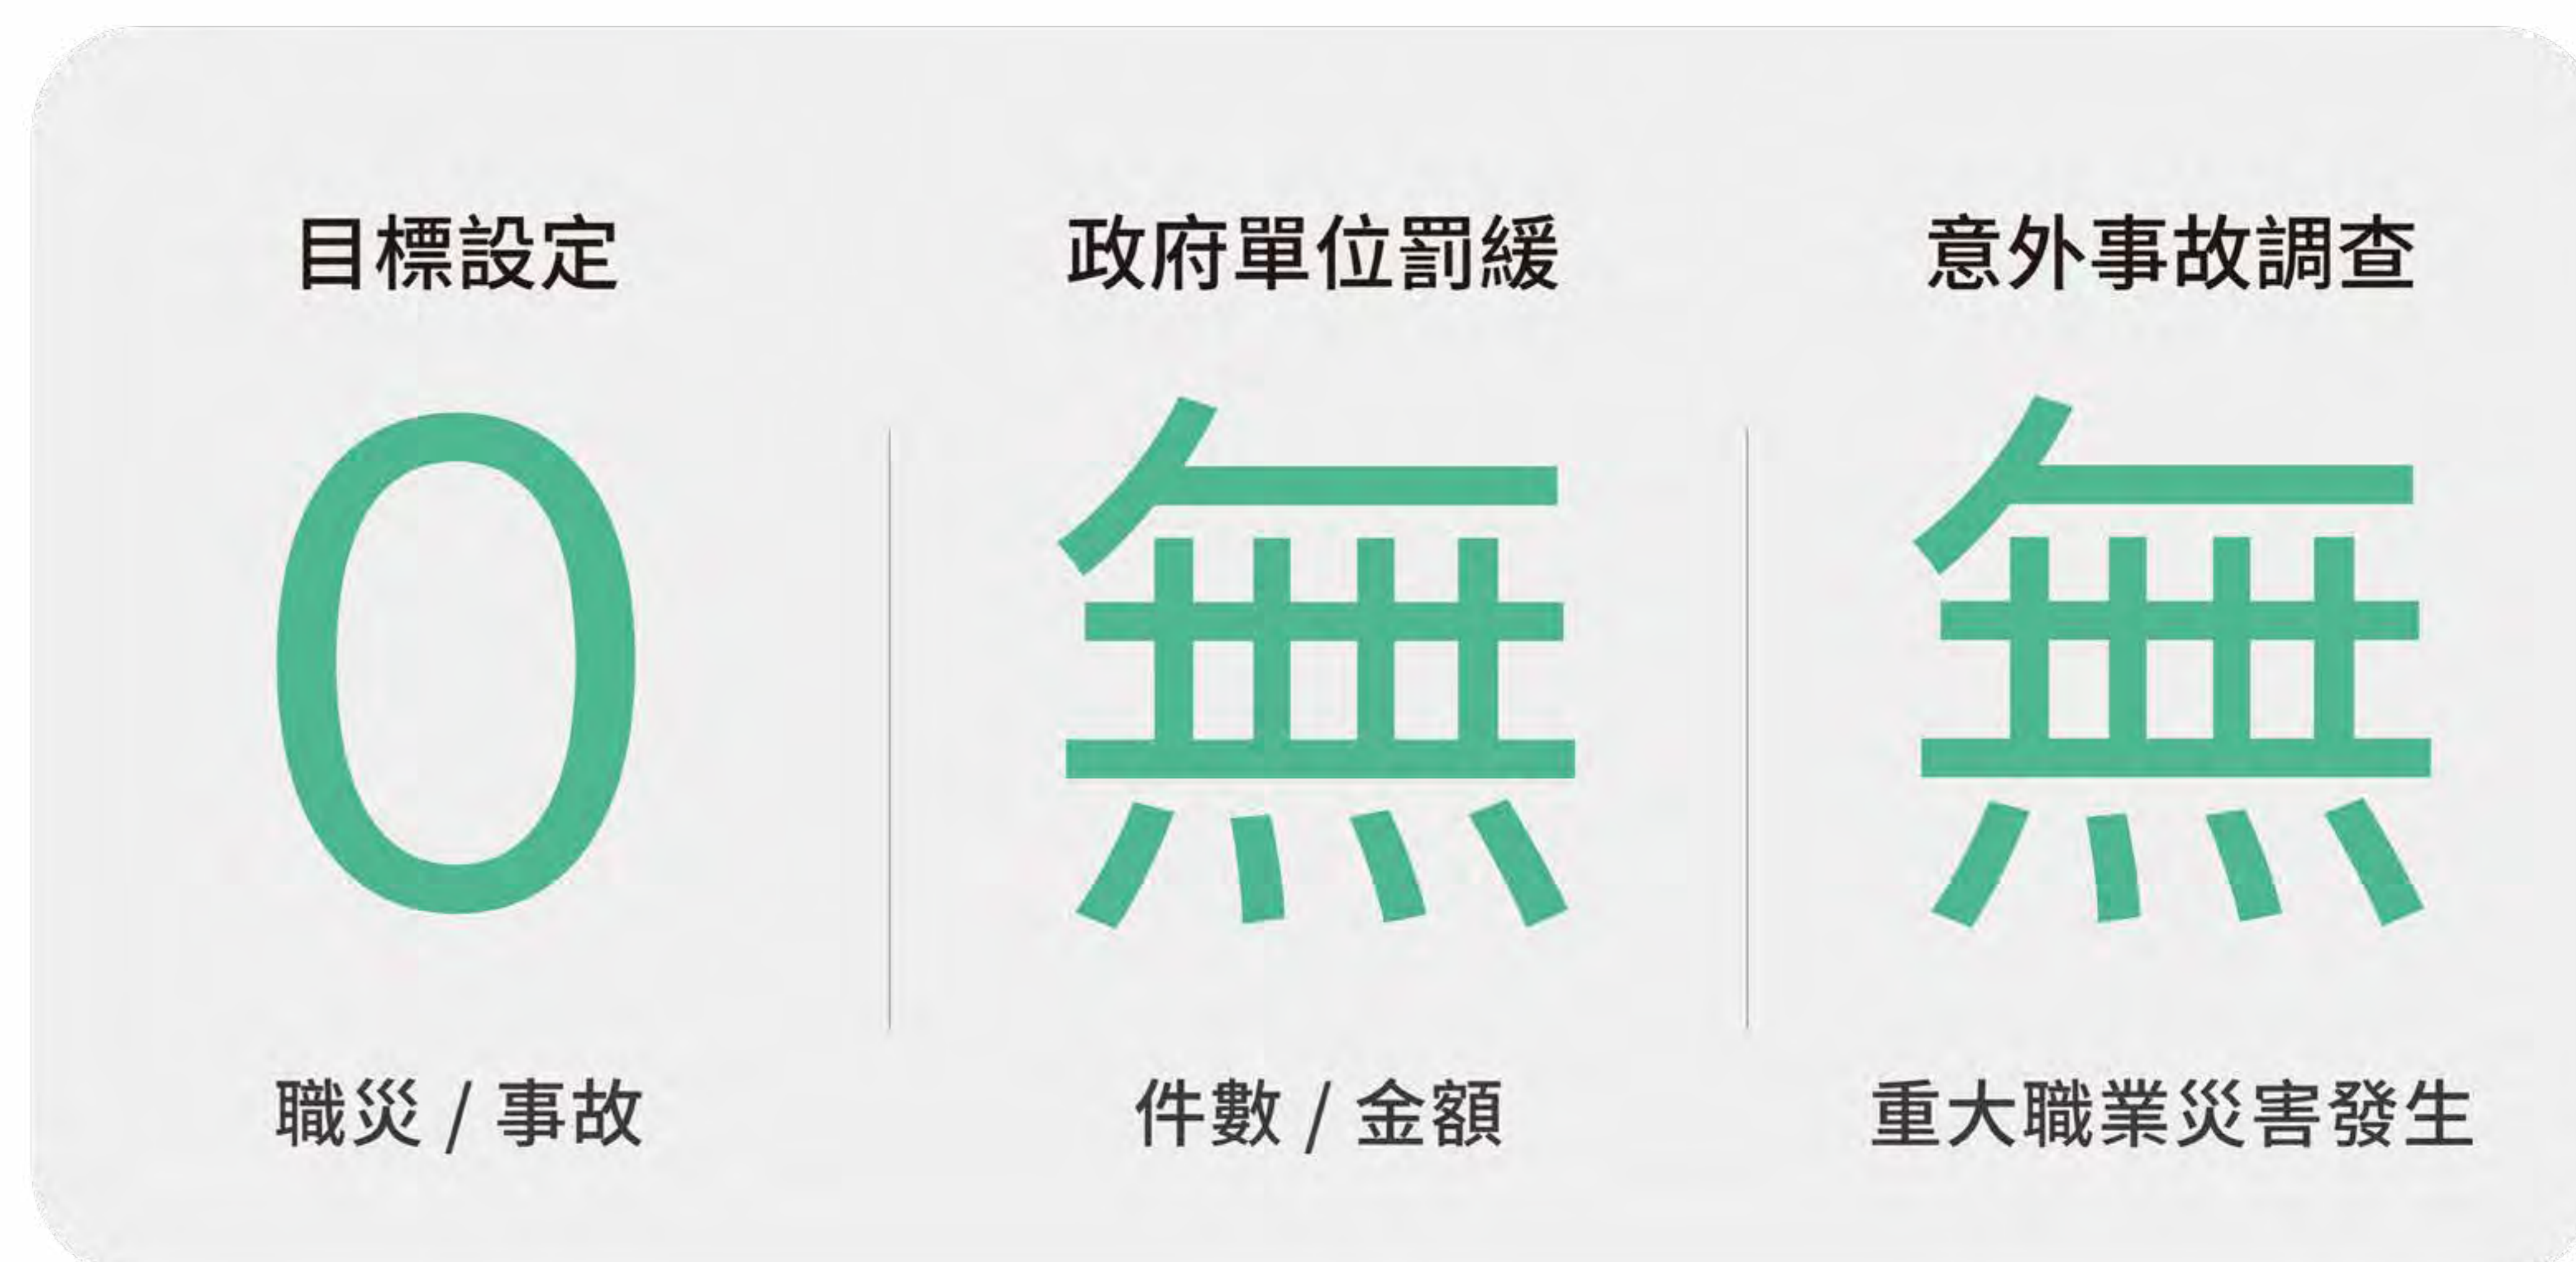 目標設定
0
職災 / 事故
政府單位罰緩
無
件數 / 金額
意外事故調查
無
重大職業災害發生